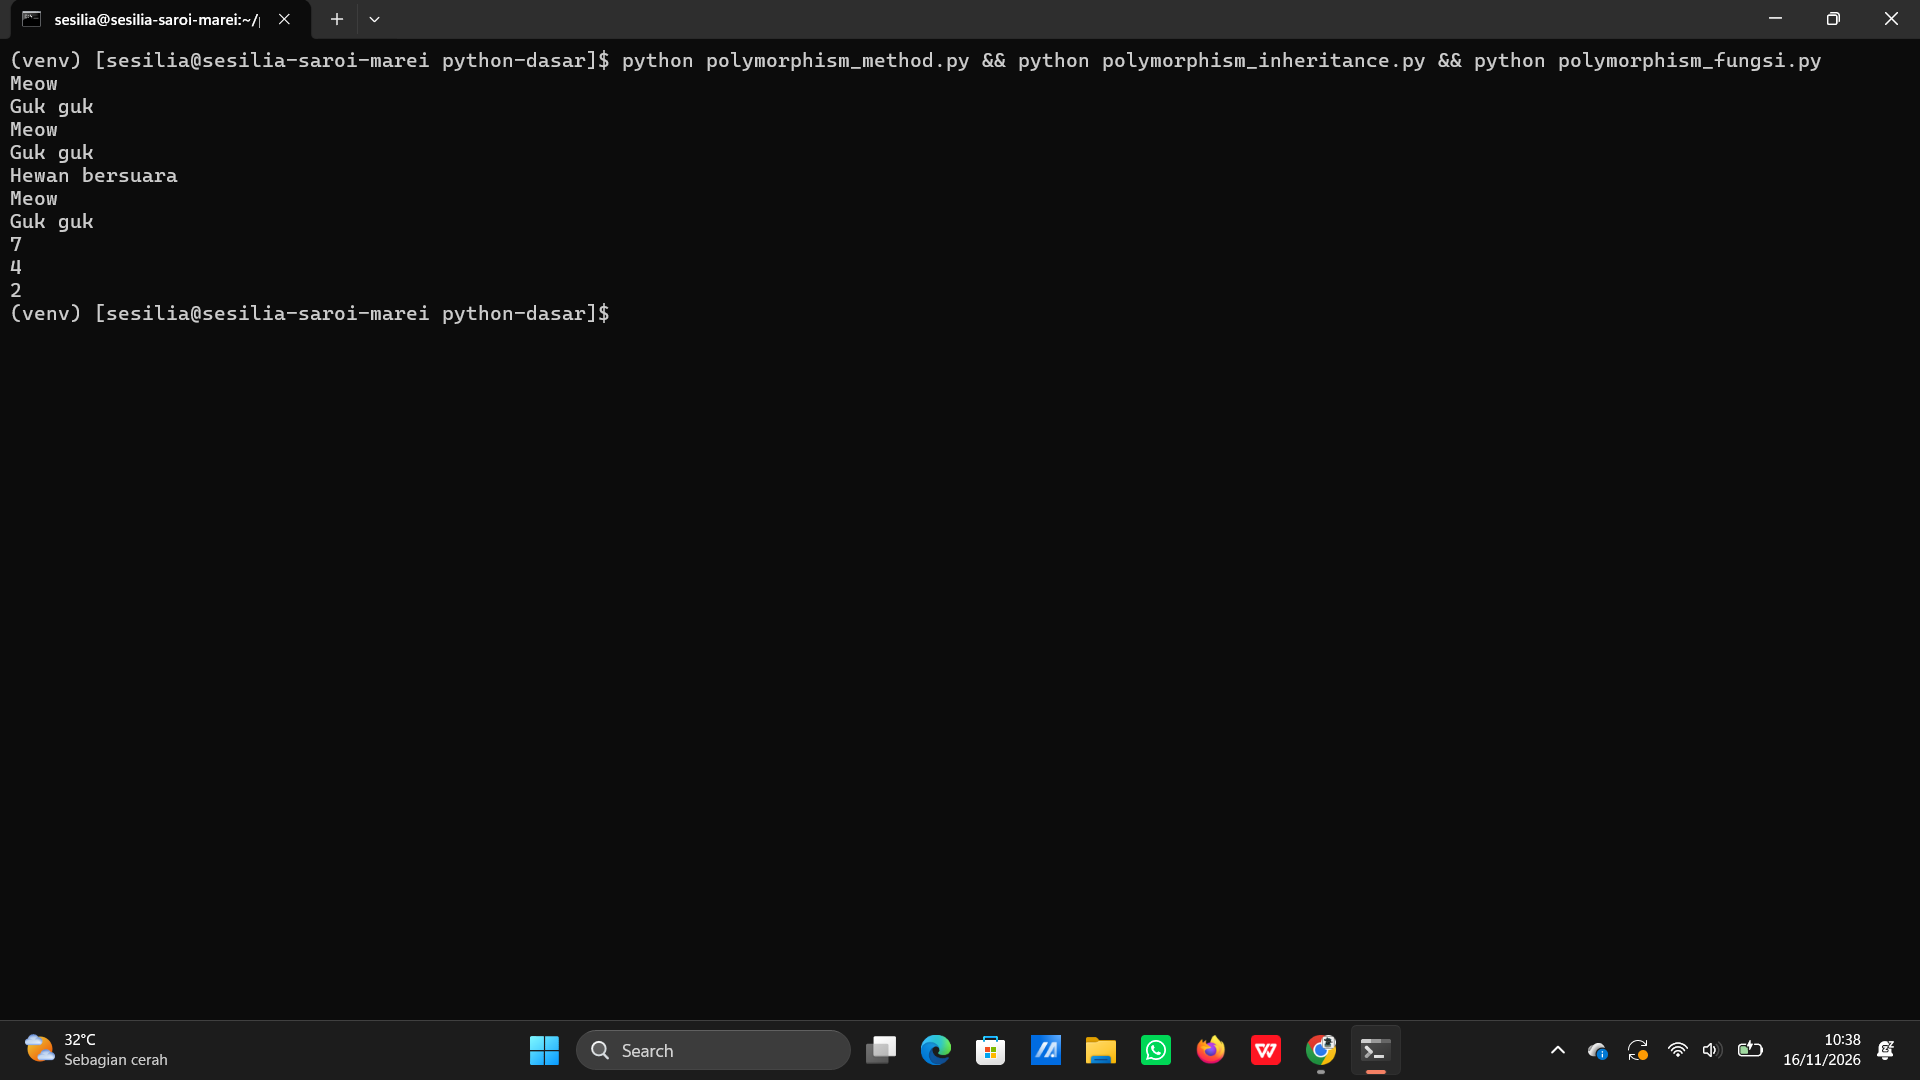 sesilia@sesilia-saroi-marei:~/p
(venv) [sesilia@sesilia-saroi-marei python-dasar]$ python polymorphism_method.py && python polymorphism_inheritance.py && python polymorphism_fungsi.py
Meow
Guk guk
Meow
Guk guk
Hewan bersuara
Meow
Guk guk
7
4
2
(venv) [sesilia@sesilia-saroi-marei python-dasar]$
32°C
Sebagian cerah
Search
10:38
16/11/2026